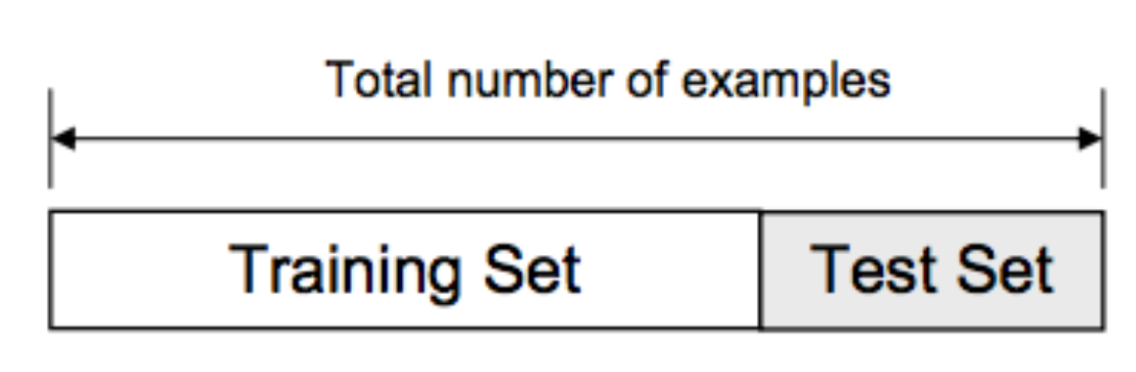 Total number of examples
Training Set
Test Set